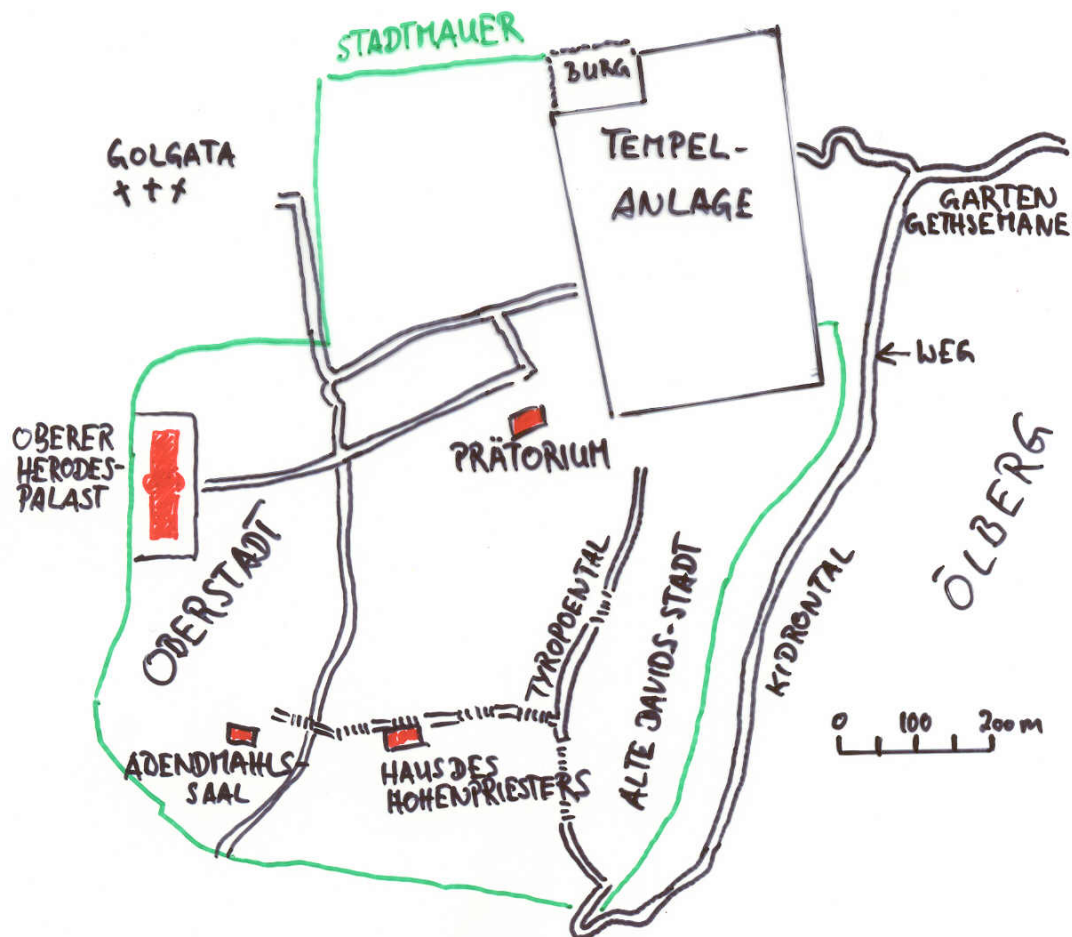 STADTMAUER
BURG
TEMPEL-
ANLAGE
GOLGATA
GARTEN
GETHSEMANE
← WEG
OBERER
HERODES-
PALAST
PRÄTORIUM
OBERSTADT
TYROPOENTAL
ALTE DAVIDS-STADT
KIDRONTAL
ÖLBERG
0 100 200 m
ABENDMAHLS-
SAAL
HAUS DES
HOHENPRIESTERS